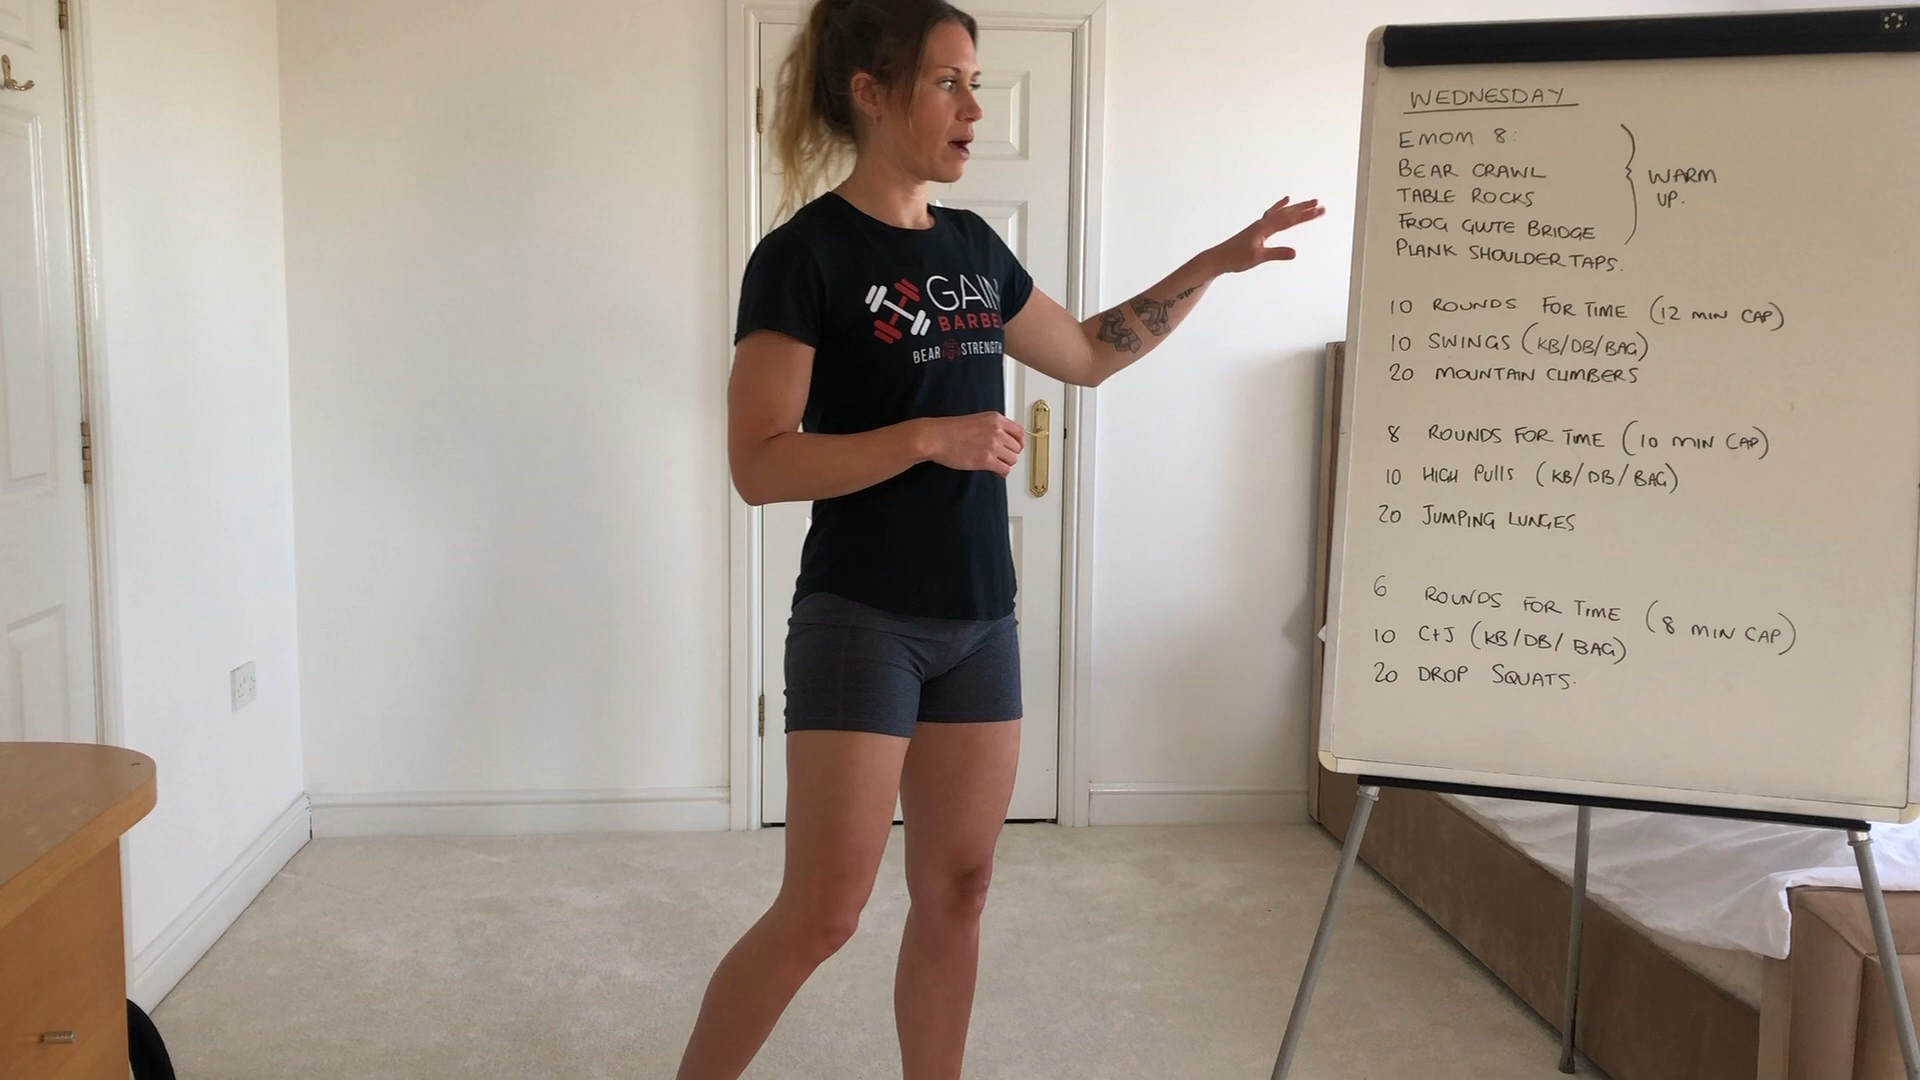 GAIN
BARBE
BEAR STRENGTH
WEDNESDAY
EMOM 8:
BEAR CRAWL
TABLE ROCKS
FROG GLUTE BRIDGE
PLANK SHOULDER TAPS.
WARM
UP.
10 ROUNDS FOR TIME (12 MIN CAP)
10 SWINGS (KB/DB/BAG)
20 MOUNTAIN CLIMBERS
8 ROUNDS FOR TIME (10 MIN CAP)
10 HIGH PULLS (KB/DB/BAG)
20 JUMPING LUNGES
6 ROUNDS FOR TIME (8 MIN CAP)
10 C+J (KB/DB/BAG)
20 DROP SQUATS.